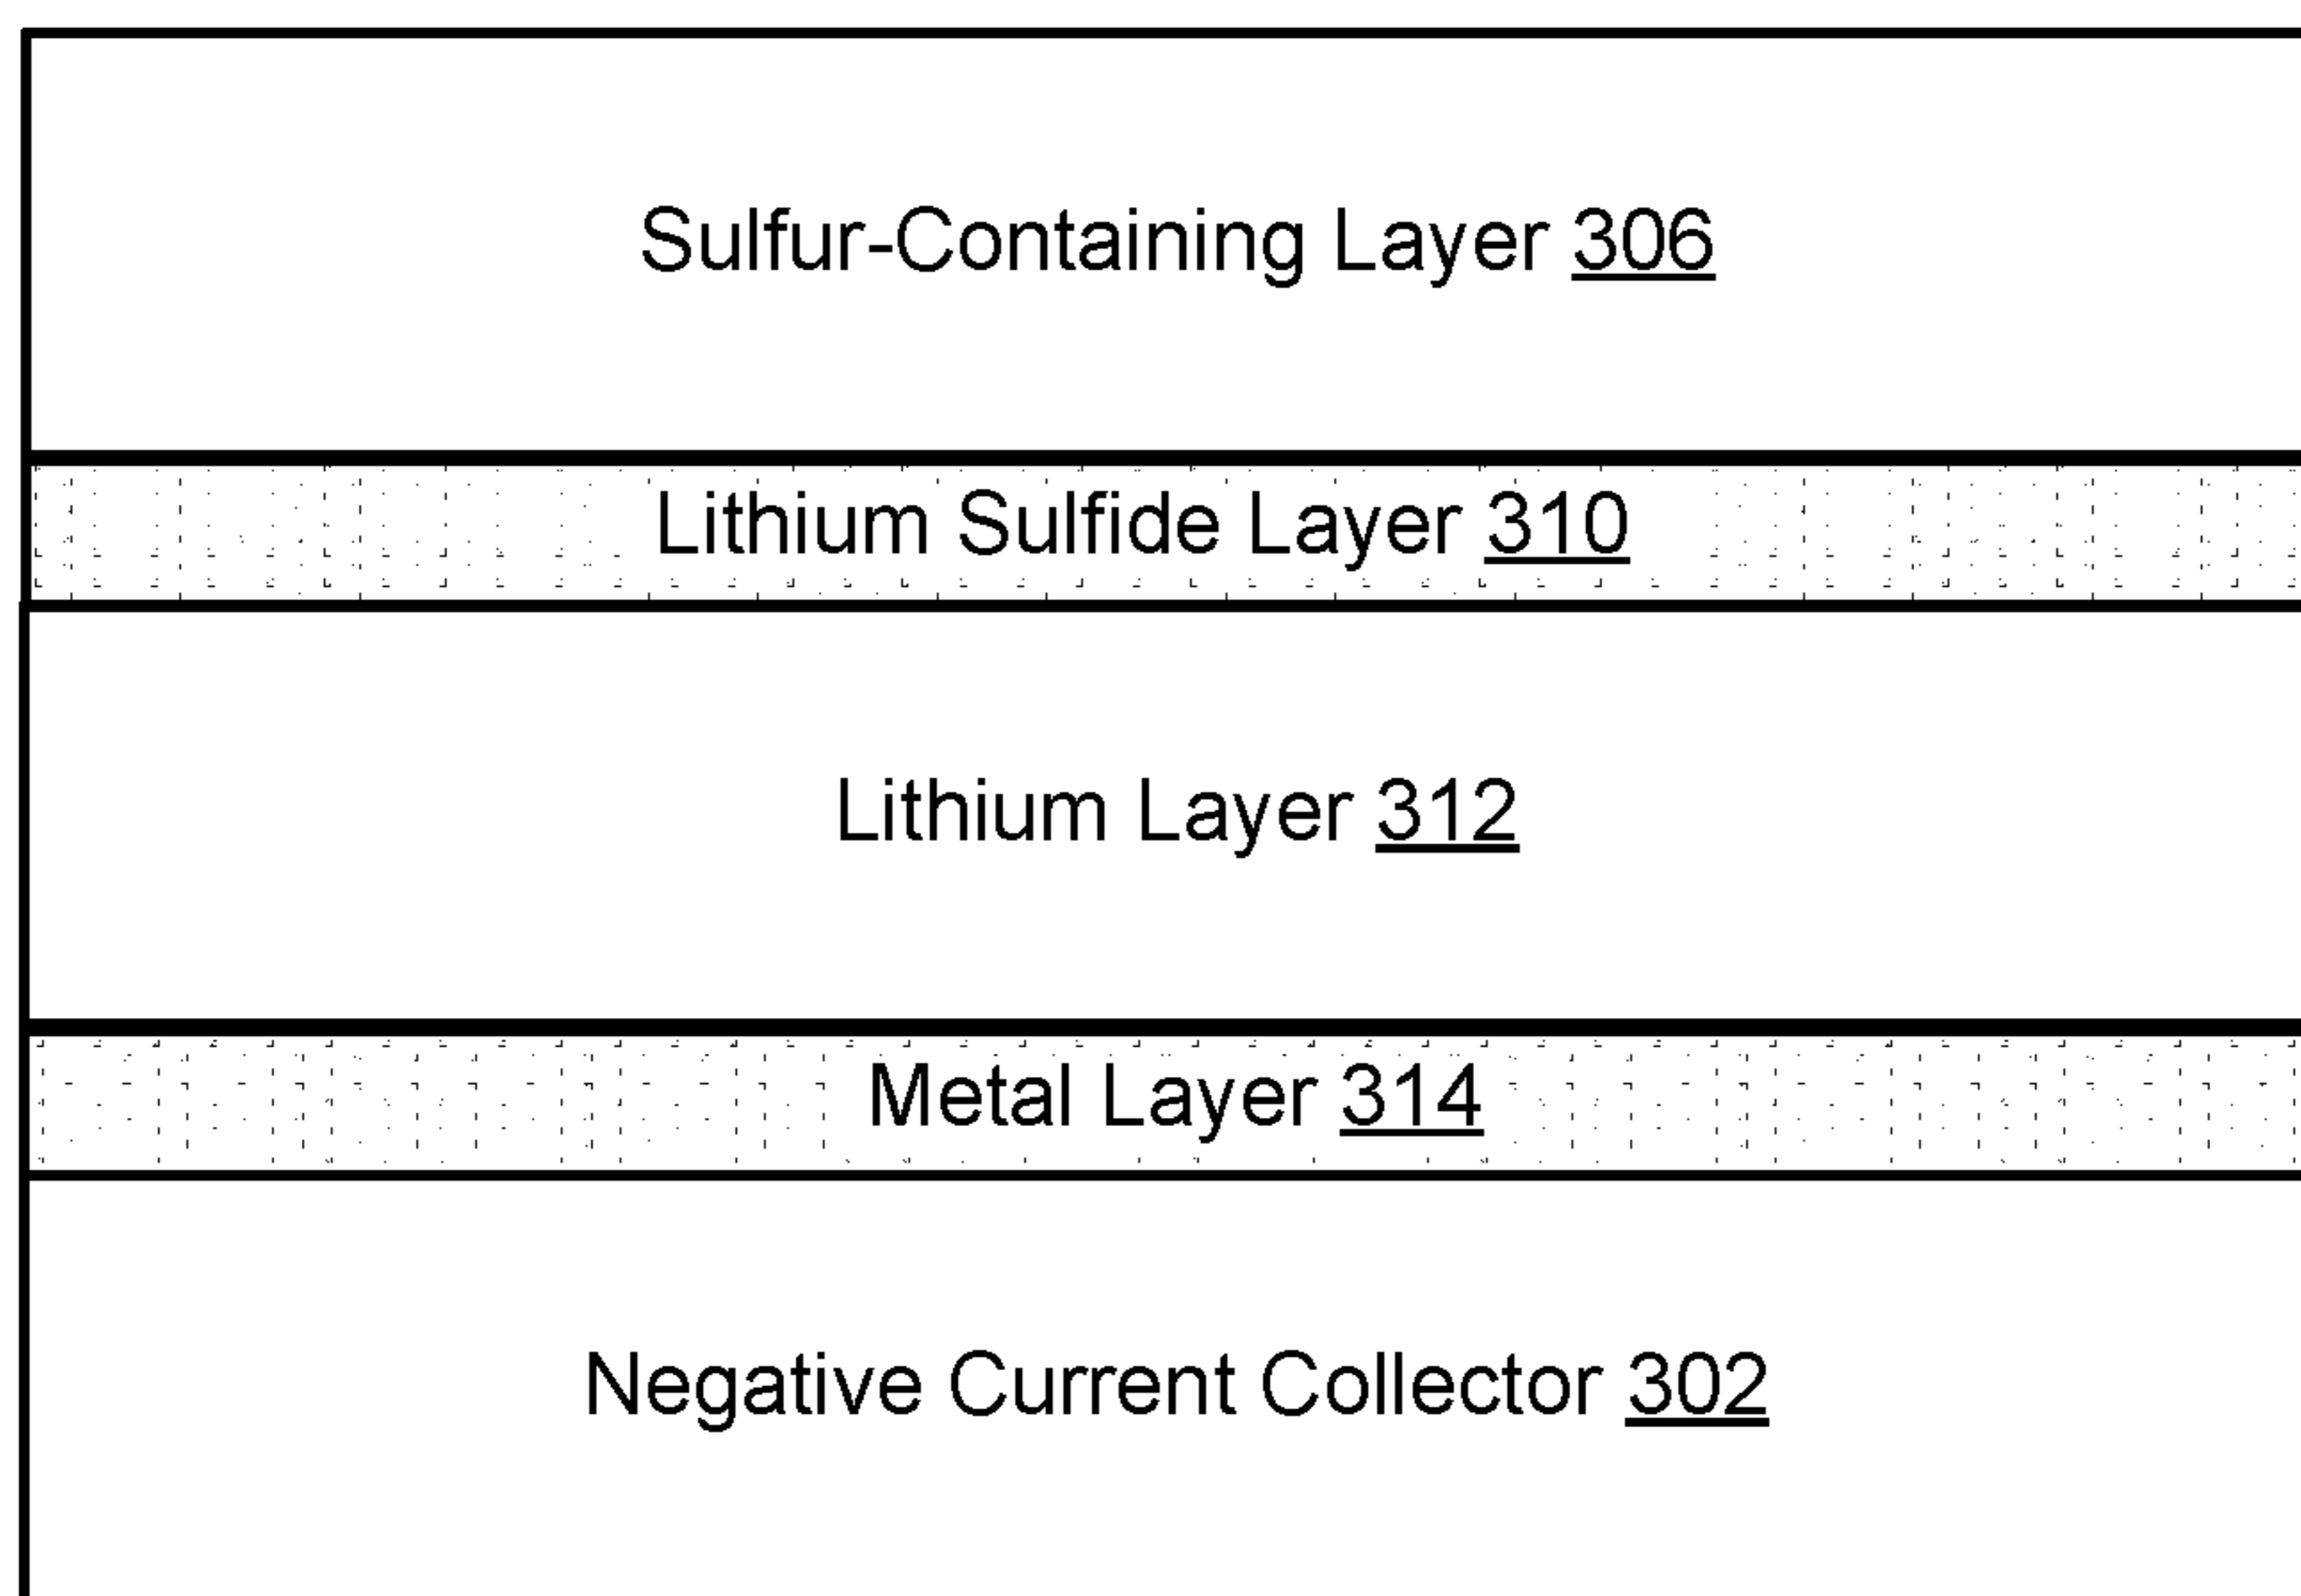 Sulfur-Containing Layer 306
Lithium Sulfide Layer 310
Lithium Layer 312
Metal Layer 314
Negative Current Collector 302